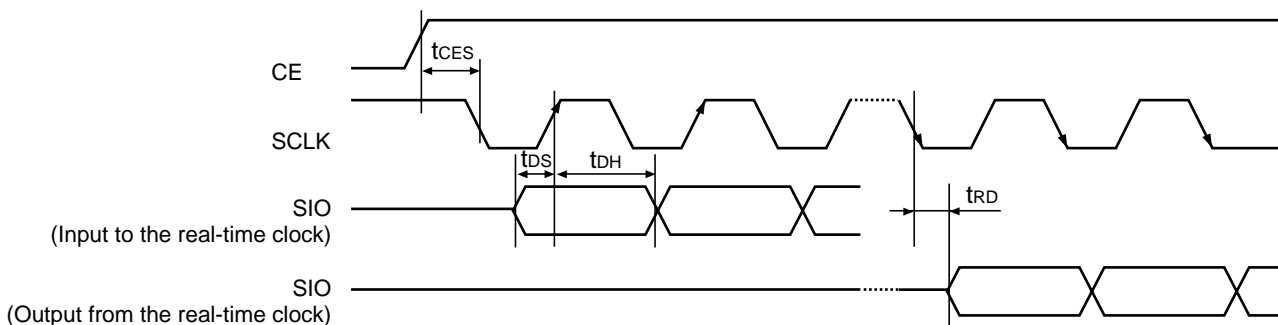 CE
tCES
SCLK
tDS
tDH
SIO
(Input to the real-time clock)
tRD
SIO
(Output from the real-time clock)